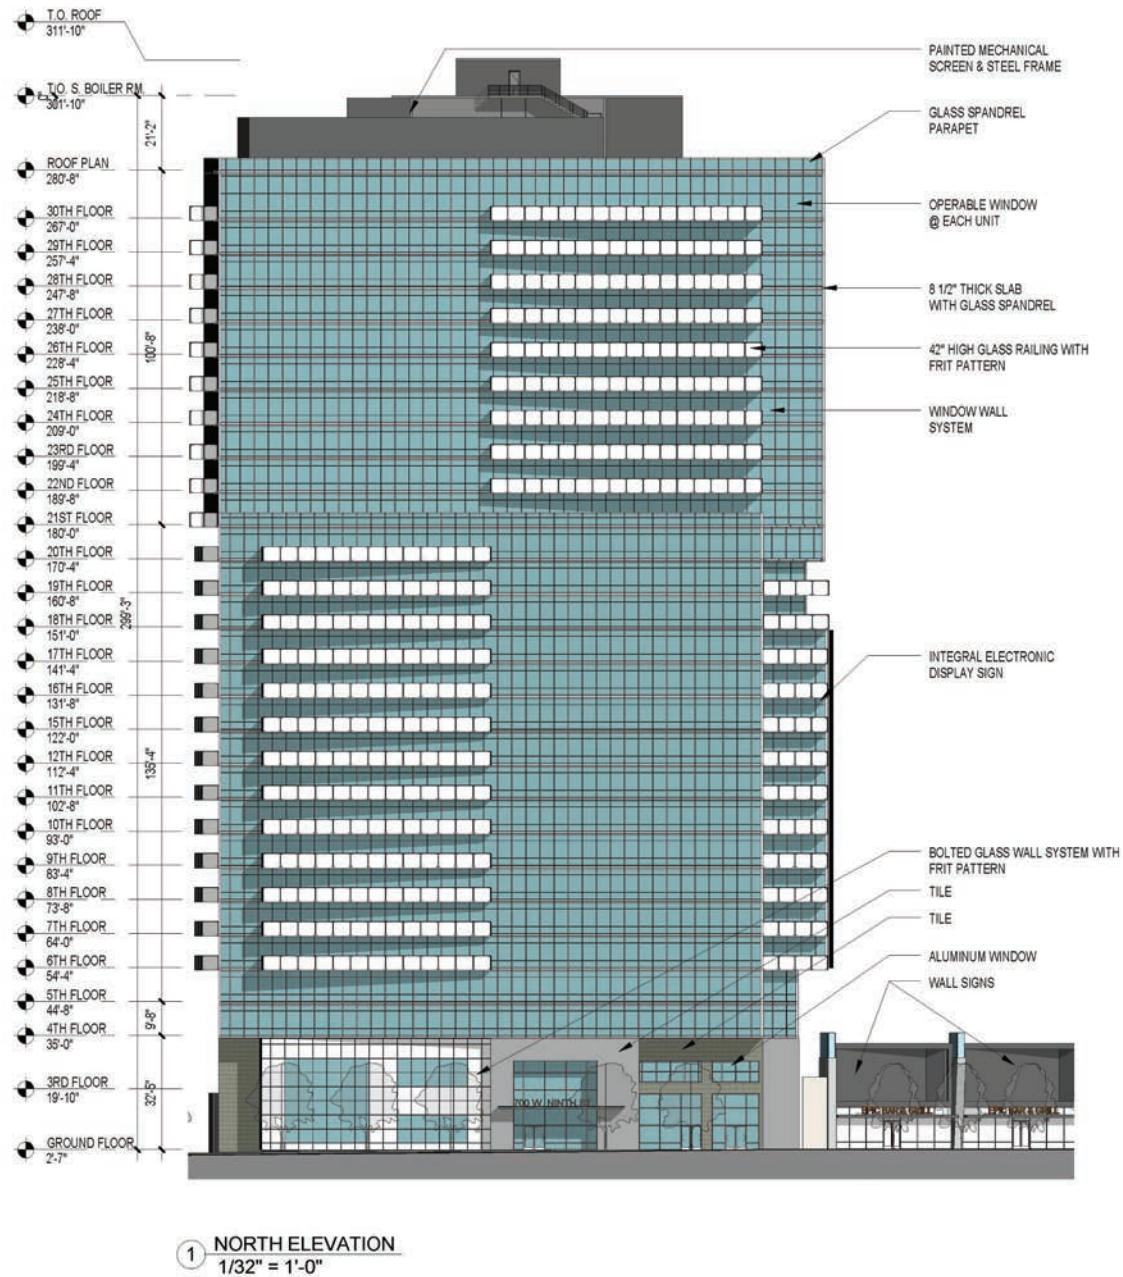 T.O. ROOF
311'-10"
T.O. S. BOILER RM.
301'-10"
ROOF PLAN
280'-8"
30TH FLOOR
267'-0"
29TH FLOOR
257'-4"
28TH FLOOR
247'-8"
27TH FLOOR
238'-0"
26TH FLOOR
228'-4"
25TH FLOOR
218'-8"
24TH FLOOR
209'-0"
23RD FLOOR
199'-4"
22ND FLOOR
189'-8"
21ST FLOOR
180'-0"
20TH FLOOR
170'-4"
19TH FLOOR
160'-8"
18TH FLOOR
151'-0"
17TH FLOOR
141'-4"
16TH FLOOR
131'-8"
15TH FLOOR
122'-0"
12TH FLOOR
112'-4"
11TH FLOOR
102'-8"
10TH FLOOR
93'-0"
9TH FLOOR
83'-4"
8TH FLOOR
73'-8"
7TH FLOOR
64'-0"
6TH FLOOR
54'-4"
5TH FLOOR
44'-8"
4TH FLOOR
35'-0"
3RD FLOOR
19'-10"
GROUND FLOOR
2'-7"
21'-2"
100'-8"
299'-3"
135'-4"
9'-8"
32'-5"
PAINTED MECHANICAL
SCREEN & STEEL FRAME
GLASS SPANDREL
PARAPET
OPERABLE WINDOW
@ EACH UNIT
8 1/2" THICK SLAB
WITH GLASS SPANDREL
42" HIGH GLASS RAILING WITH
FRIT PATTERN
WINDOW WALL
SYSTEM
INTEGRAL ELECTRONIC
DISPLAY SIGN
BOLTED GLASS WALL SYSTEM WITH
FRIT PATTERN
TILE
TILE
ALUMINUM WINDOW
WALL SIGNS
700 W. NINTH ST.
EPIC BAR & GRILL
EPIC BAR & GRILL
1 NORTH ELEVATION
1/32" = 1'-0"